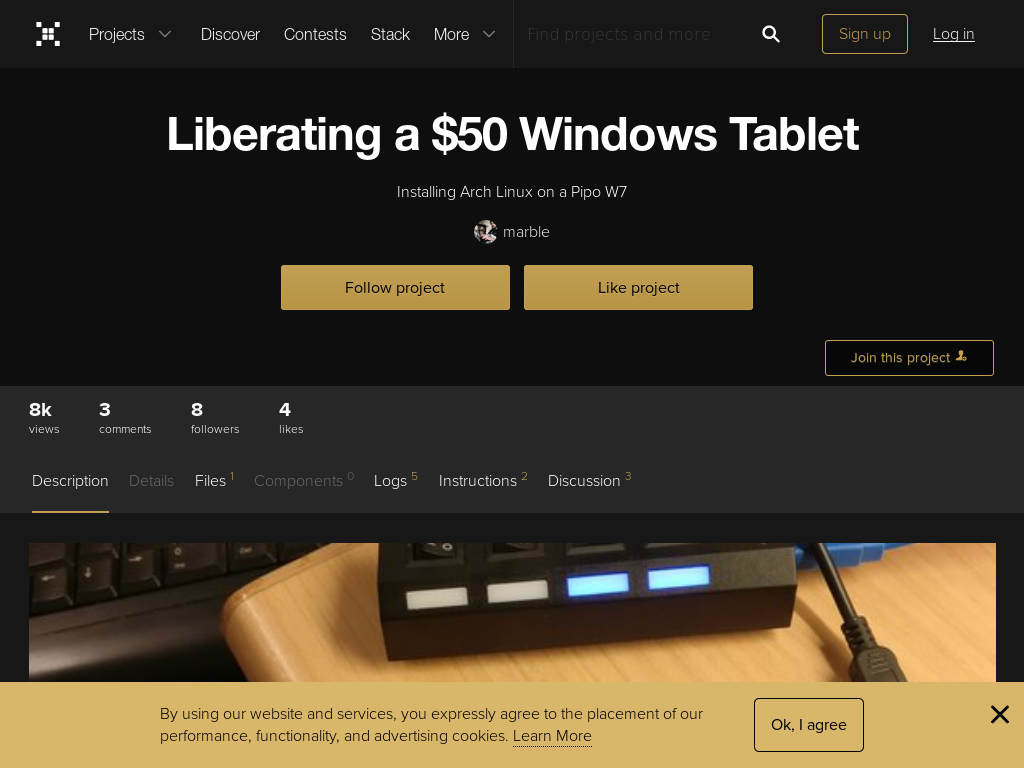 Projects Discover Contests Stack More Find projects and more Sign up Log in
Liberating a $50 Windows Tablet
Installing Arch Linux on a Pipo W7
marble
Follow project Like project
Join this project
8k 3 8 4
views comments followers likes
Description Details Files 1 Components 0 Logs 5 Instructions 2 Discussion 3
By using our website and services, you expressly agree to the placement of our
performance, functionality, and advertising cookies. Learn More
Ok, I agree